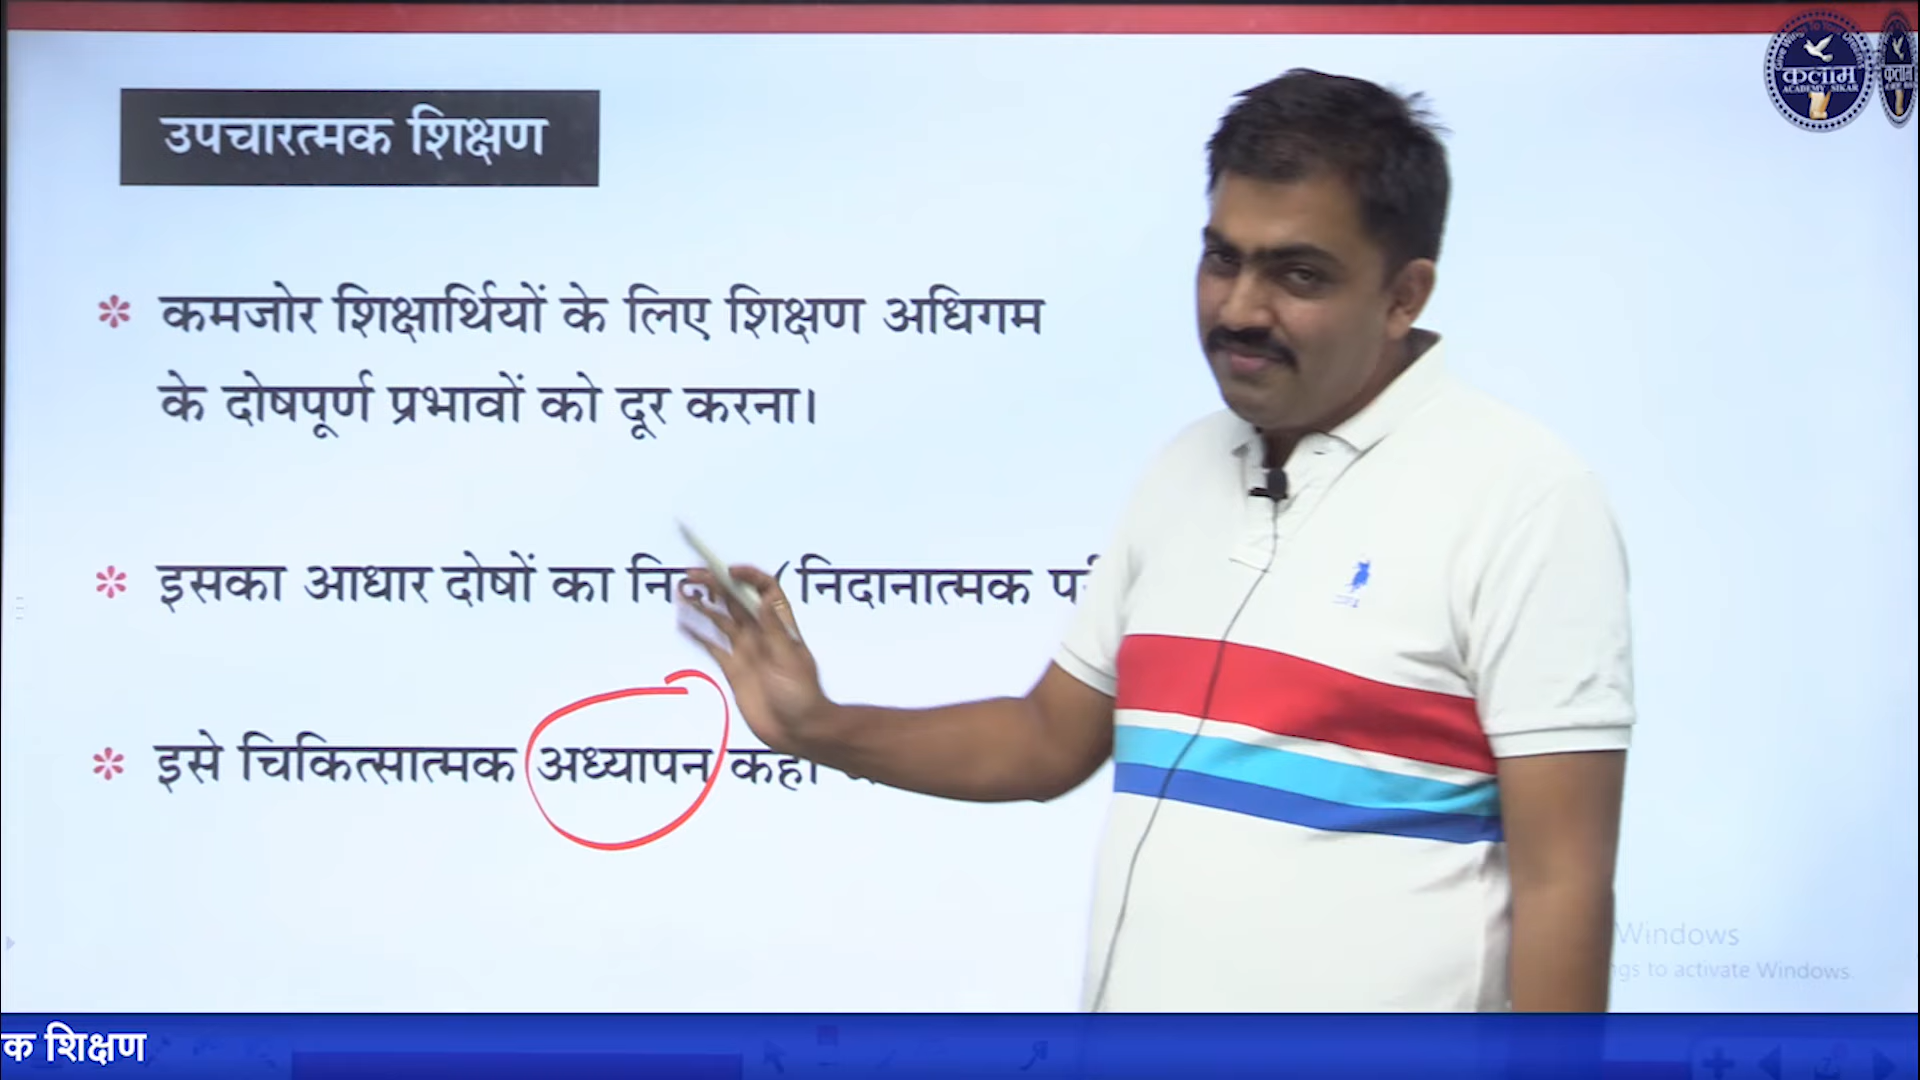 उपचारत्मक शिक्षण
* कमजोर शिक्षार्थियों के लिए शिक्षण अधिगम
के दोषपूर्ण प्रभावों को दूर करना।
* इसका आधार दोषों का (निदानात्मक
* इसे चिकित्सात्मक अध्यापन कहा
कलाम
ACADEMY SIKAR
Windows
to activate Windows.
क शिक्षण